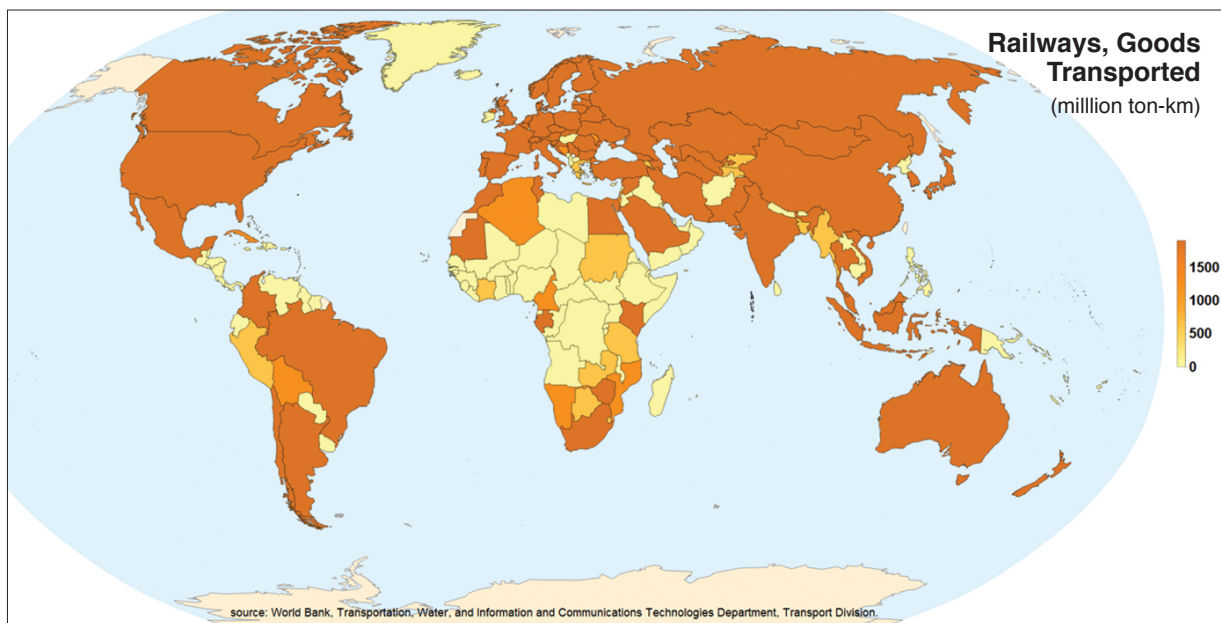 Railways, Goods
Transported
(milllion ton-km)
1500
1000
500
0
source: World Bank, Transportation, Water, and Information and Communications Technologies Department, Transport Division.